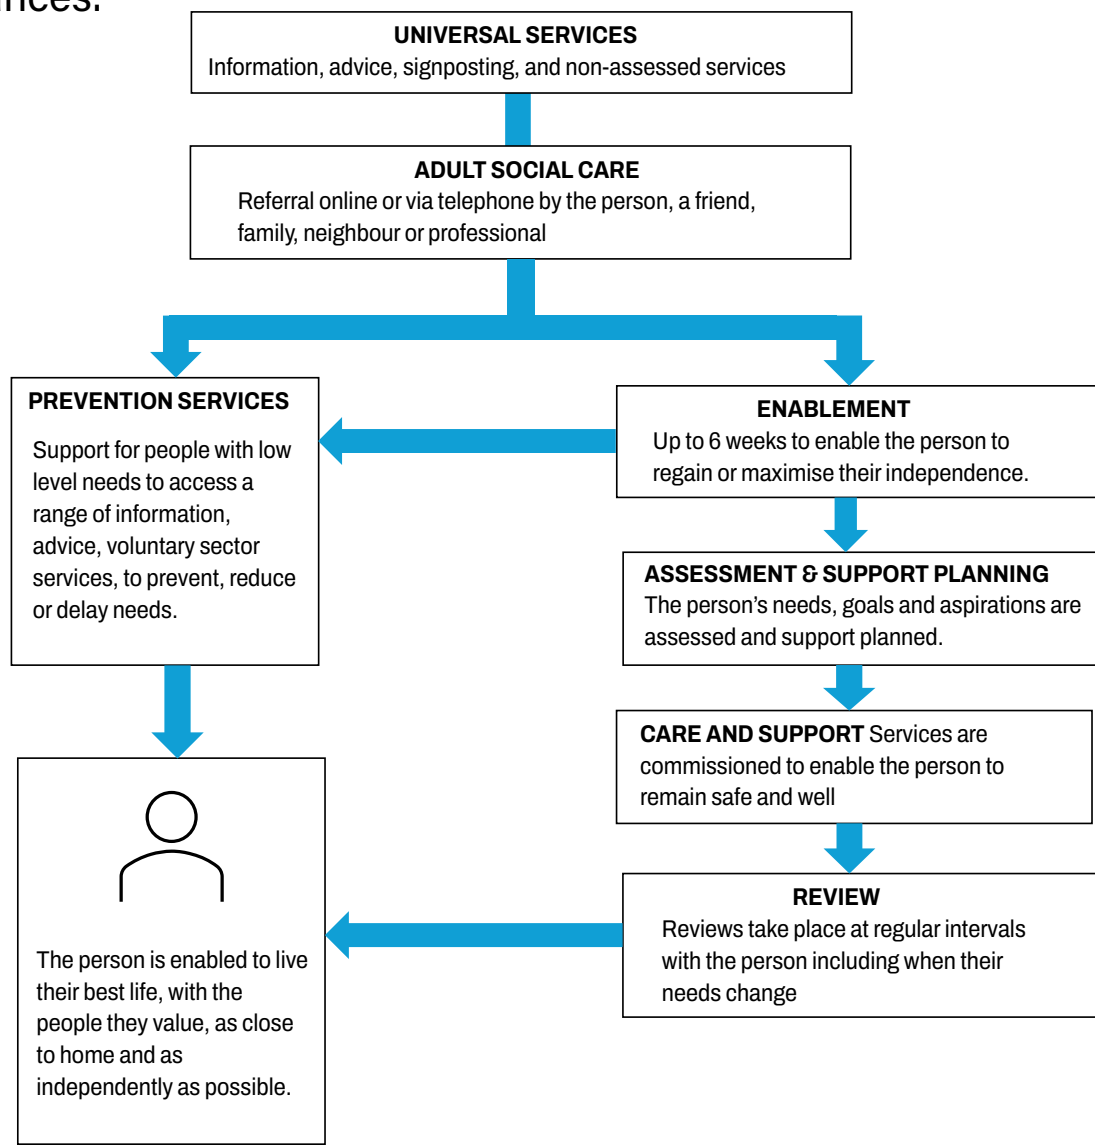 UNIVERSAL SERVICES
Information, advice, signposting, and non-assessed services
ADULT SOCIAL CARE
Referral online or via telephone by the person, a friend,
family, neighbour or professional
PREVENTION SERVICES
Support for people with low
level needs to access a
range of information,
advice, voluntary sector
services, to prevent, reduce
or delay needs.
ENABLEMENT
Up to 6 weeks to enable the person to
regain or maximise their independence.
ASSESSMENT & SUPPORT PLANNING
The person’s needs, goals and aspirations are
assessed and support planned.
CARE AND SUPPORT Services are
commissioned to enable the person to
remain safe and well
REVIEW
Reviews take place at regular intervals
with the person including when their
needs change
The person is enabled to live
their best life, with the
people they value, as close
to home and as
independently as possible.